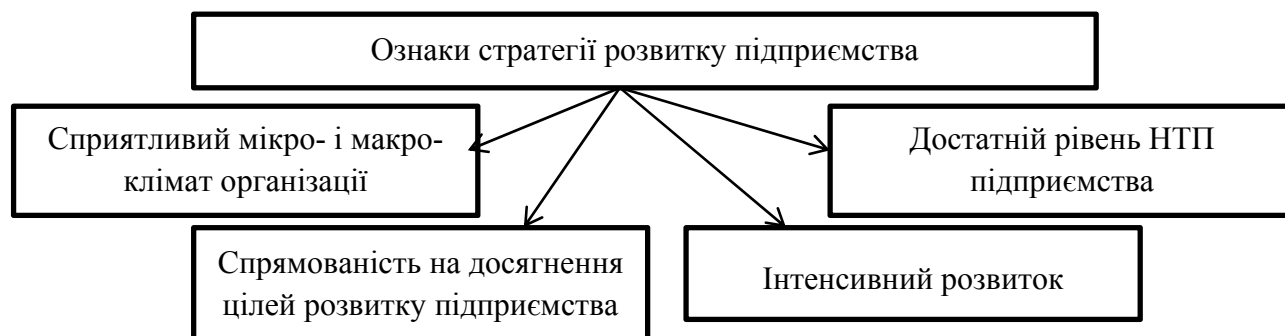 Ознаки стратегії розвитку підприємства
Сприятливий мікро- і макро-
клімат організації
Достатній рівень НТП
підприємства
Спрямованість на досягнення
цілей розвитку підприємства
Інтенсивний розвиток